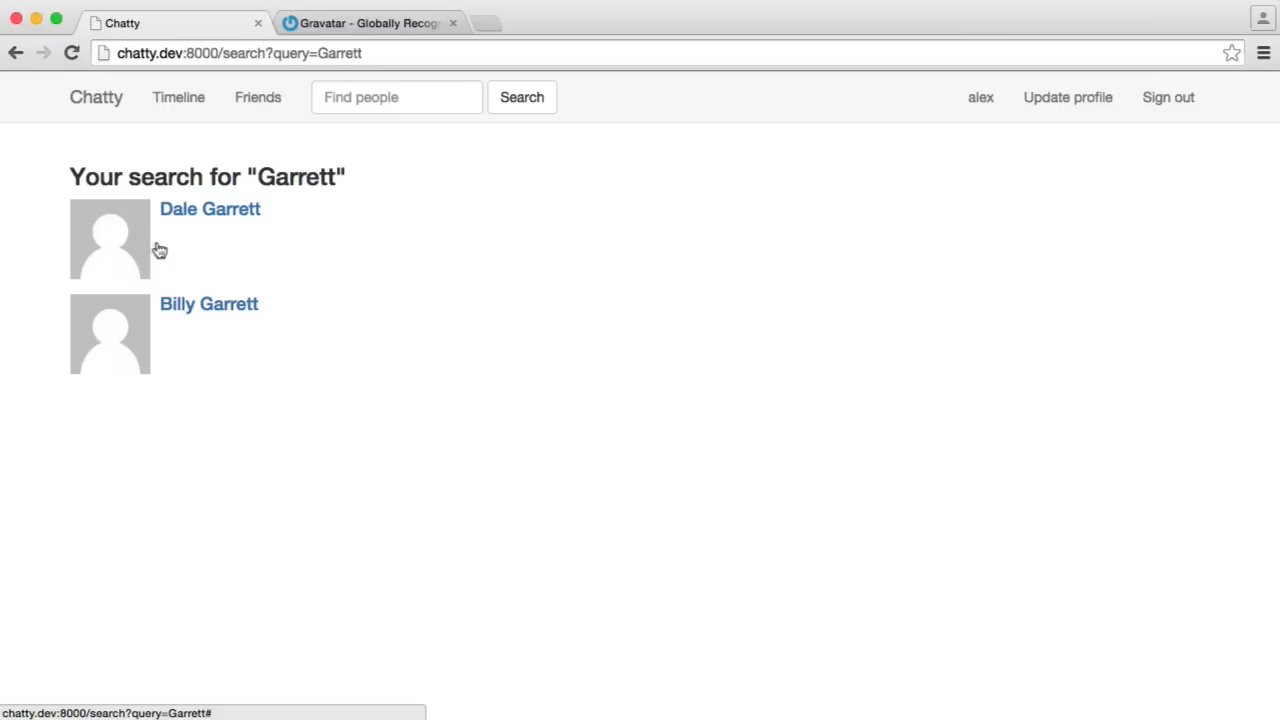 Chatty
Gravatar - Globally Recog
chatty.dev:8000/search?query=Garrett
Chatty Timeline Friends Find people Search alex Update profile Sign out
Your search for "Garrett"
Dale Garrett
Billy Garrett
chatty.dev:8000/search?query=Garrett#